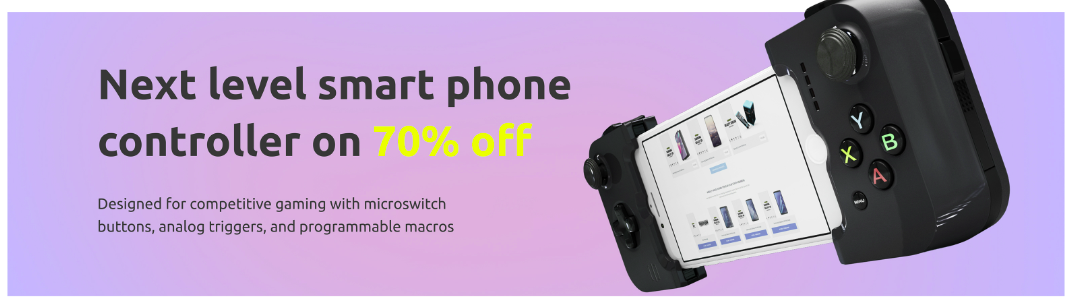 Next level smart phone
controller on 70% off
Designed for competitive gaming with microswitch
buttons, analog triggers, and programmable macros
Y
B
X
A
MENU